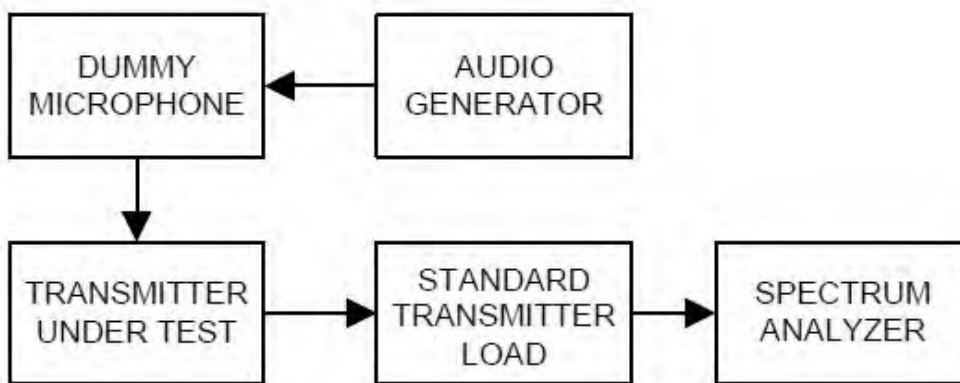 DUMMY
MICROPHONE
AUDIO
GENERATOR
TRANSMITTER
UNDER TEST
STANDARD
TRANSMITTER
LOAD
SPECTRUM
ANALYZER